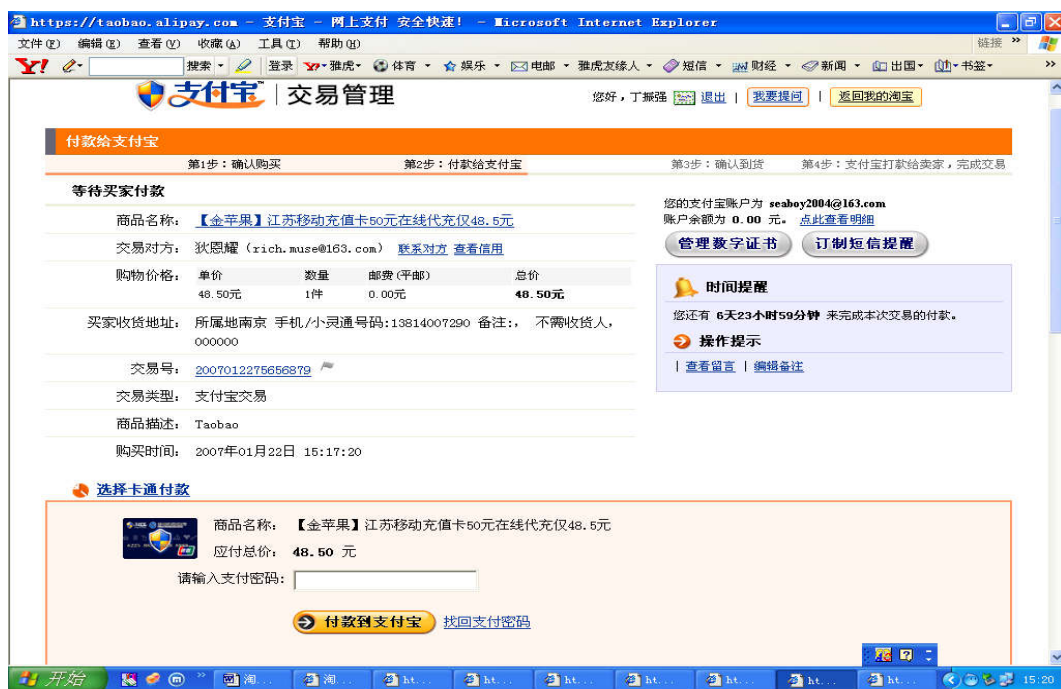 https://taobao.alipay.com - 支付宝 - 网上支付 安全快速! - Microsoft Internet Explorer
文件(F) 编辑(E) 查看(V) 收藏(A) 工具(T) 帮助(H) 链接 »
Y! 搜索 登录 雅虎 体育 娱乐 电邮 雅虎友缘人 短信 财经 新闻 出国 书签 »
支付宝 | 交易管理 您好，丁振强 退出 | 我要提问 | 返回我的淘宝
付款给支付宝
第1步：确认购买 第2步：付款给支付宝 第3步：确认到货 第4步：支付宝打款给卖家，完成交易
等待买家付款
商品名称： 【金苹果】江苏移动充值卡50元在线代充仅48.5元
交易对方： 狄恩耀（rich.muse@163.com） 联系对方 查看信用
购物价格： 单价 数量 邮费(平邮) 总价
48.50元 1件 0.00元 48.50元
买家收货地址： 所属地南京 手机/小灵通号码:13814007290 备注:， 不需收货人，
000000
交易号： 2007012275656879
交易类型： 支付宝交易
商品描述： Taobao
购买时间： 2007年01月22日 15:17:20
您的支付宝账户为 seaboy2004@163.com
账户余额为 0.00 元。 点此查看明细
管理数字证书 订制短信提醒
时间提醒
您还有 6天23小时59分钟 来完成本次交易的付款。
操作提示
| 查看留言 | 编辑备注
选择卡通付款
商品名称： 【金苹果】江苏移动充值卡50元在线代充仅48.5元
应付总价： 48.50 元
请输入支付密码：
付款到支付宝 找回支付密码
开始 » 淘... 淘... ht... ht... ht... ht... ht... ht... ht... 15:20